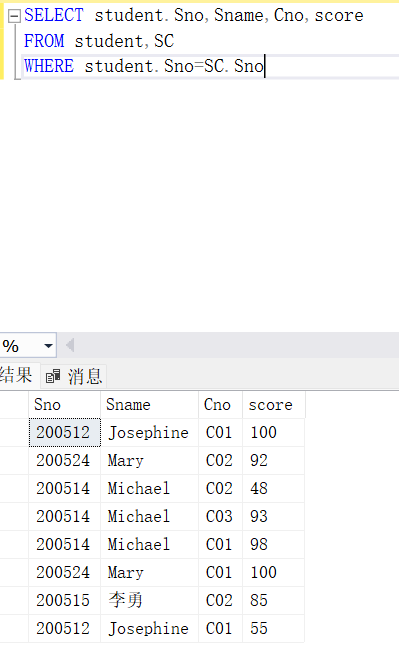 SELECT student.Sno,Sname,Cno,score
FROM student,SC
WHERE student.Sno=SC.Sno
%
结果 消息
Sno Sname Cno score
200512 Josephine C01 100
200524 Mary C02 92
200514 Michael C02 48
200514 Michael C03 93
200514 Michael C01 98
200524 Mary C01 100
200515 李勇 C02 85
200512 Josephine C01 55